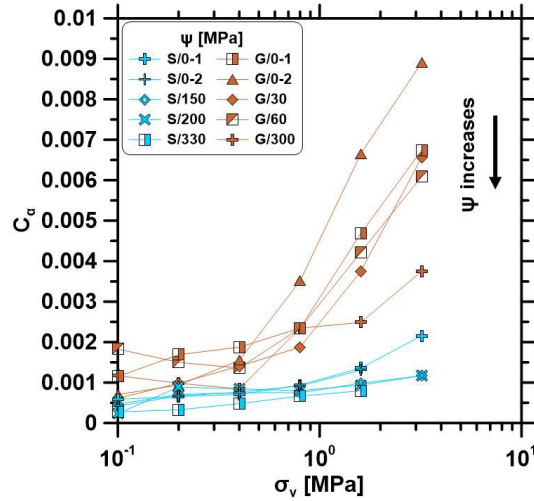 0.01
0.009
0.008
0.007
0.006
0.005
0.004
0.003
0.002
0.001
0
Cα
ψ [MPa]
S/0-1 G/0-1
S/0-2 G/0-2
S/150 G/30
S/200 G/60
S/330 G/300
ψ increases
10⁻¹ 10⁰ 10¹
σᵥ [MPa]